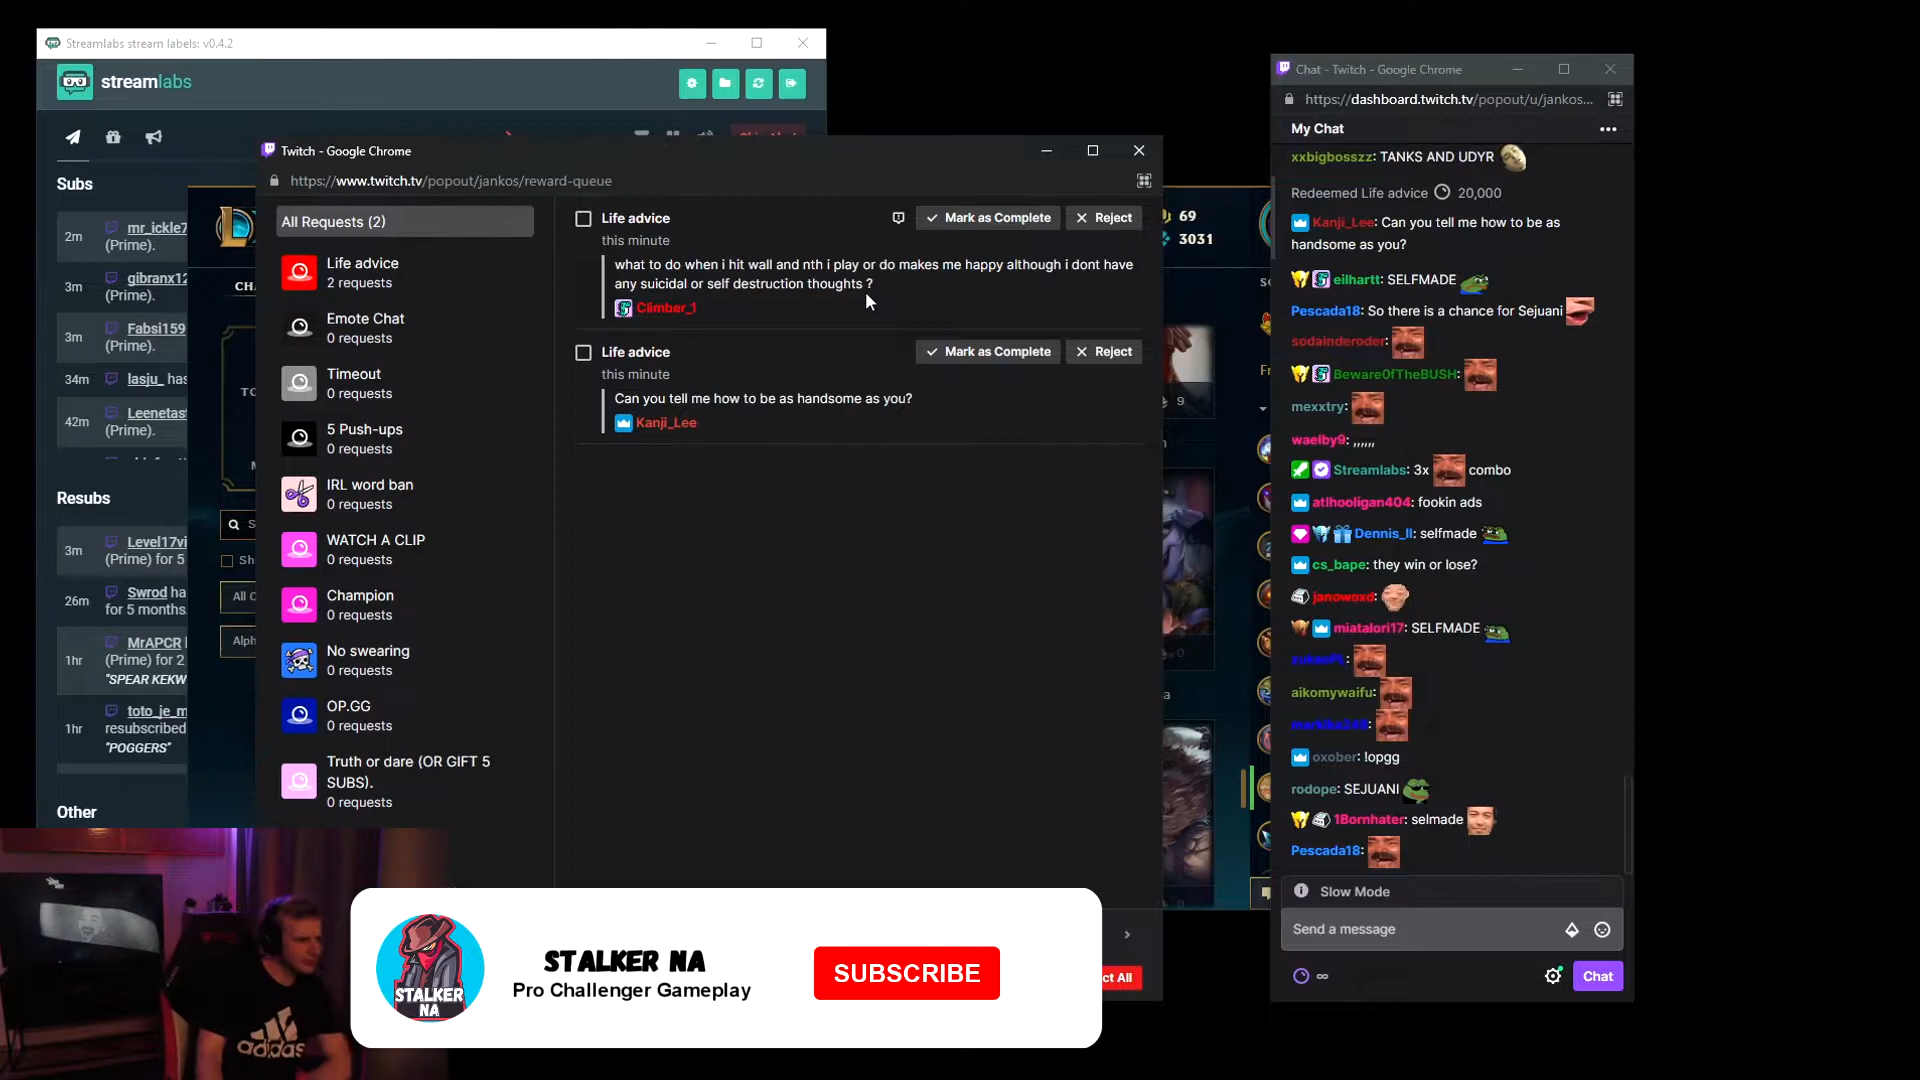 Streamlabs stream labels: v0.4.2
streamlabs
Subs
2m
mr_ickle7
(Prime).
3m
gibranx12
(Prime).
3m
Fabsi159
(Prime).
34m
lasju_ has
42m
Leenetas
(Prime).
Resubs
3m
Level17vi
(Prime) for 5
26m
Swrod ha
for 5 months.
1hr
MrAPCR
(Prime) for 2
"SPEAR KEKW
1hr
toto_je_m
resubscribed
"POGGERS"
Other
Twitch - Google Chrome
https://www.twitch.tv/popout/jankos/reward-queue
All Requests (2)
Life advice
2 requests
Emote Chat
0 requests
Timeout
0 requests
5 Push-ups
0 requests
IRL word ban
0 requests
WATCH A CLIP
0 requests
Champion
0 requests
No swearing
0 requests
OP.GG
0 requests
Truth or dare (OR GIFT 5
SUBS).
0 requests
Life advice
Mark as Complete
Reject
this minute
what to do when i hit wall and nth i play or do makes me happy although i dont have
any suicidal or self destruction thoughts ?
Climber_1
Life advice
Mark as Complete
Reject
this minute
Can you tell me how to be as handsome as you?
Kanji_Lee
69
3031
Chat - Twitch - Google Chrome
https://dashboard.twitch.tv/popout/u/jankos...
My Chat
xxbigbosszz: TANKS AND UDYR
Redeemed Life advice 20,000
Kanji_Lee: Can you tell me how to be as
handsome as you?
eilhartt: SELFMADE
Pescada18: So there is a chance for Sejuani
sodainderoder:
BewareOfTheBUSH:
mexxtry:
waelby9: ,,,,,,
Streamlabs: 3x combo
atlhooligan404: fookin ads
Dennis_ll: selfmade
cs_bape: they win or lose?
janowoxd:
miatalori17: SELFMADE
aikomywaifu:
oxober: !opgg
rodope: SEJUANI
1Bornhater: selmade
Pescada18:
Slow Mode
Send a message
Chat
STALKER NA
STALKER NA
Pro Challenger Gameplay
SUBSCRIBE
ct All
adidas